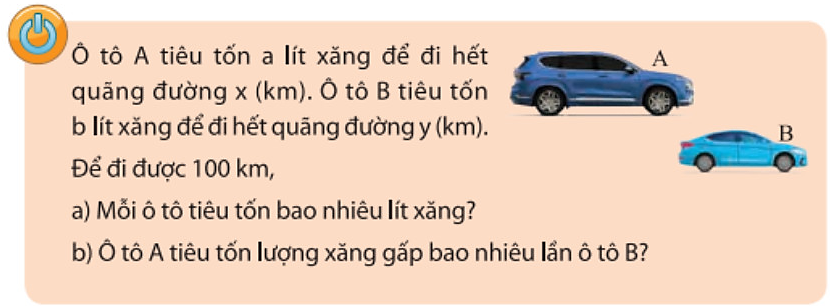 Ô tô A tiêu tốn a lít xăng để đi hết
quãng đường x (km). Ô tô B tiêu tốn
b lít xăng để đi hết quãng đường y (km).
Để đi được 100 km,
a) Mỗi ô tô tiêu tốn bao nhiêu lít xăng?
b) Ô tô A tiêu tốn lượng xăng gấp bao nhiêu lần ô tô B?
A
B